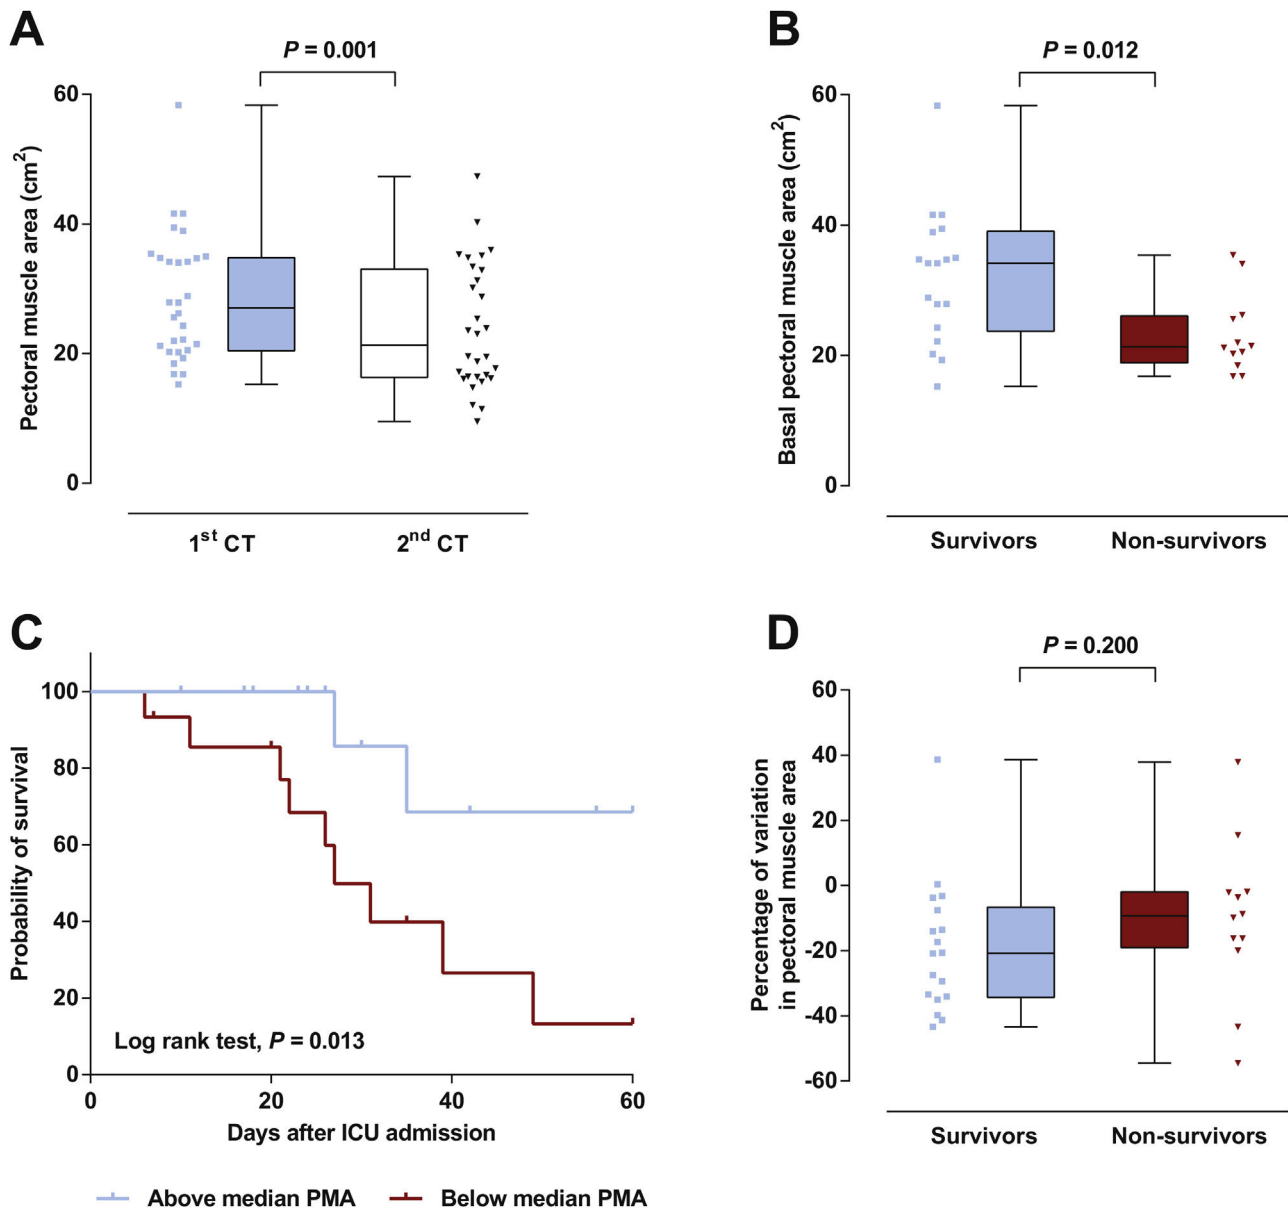 A
P = 0.001
Pectoral muscle area (cm2)
60
40
20
0
1st CT
2nd CT
B
P = 0.012
Basal pectoral muscle area (cm2)
60
40
20
0
Survivors
Non-survivors
C
Probability of survival
100
80
60
40
20
0
Log rank test, P = 0.013
0
20
40
60
Days after ICU admission
Above median PMA
Below median PMA
D
P = 0.200
Percentage of variation
in pectoral muscle area
60
40
20
0
-20
-40
-60
Survivors
Non-survivors